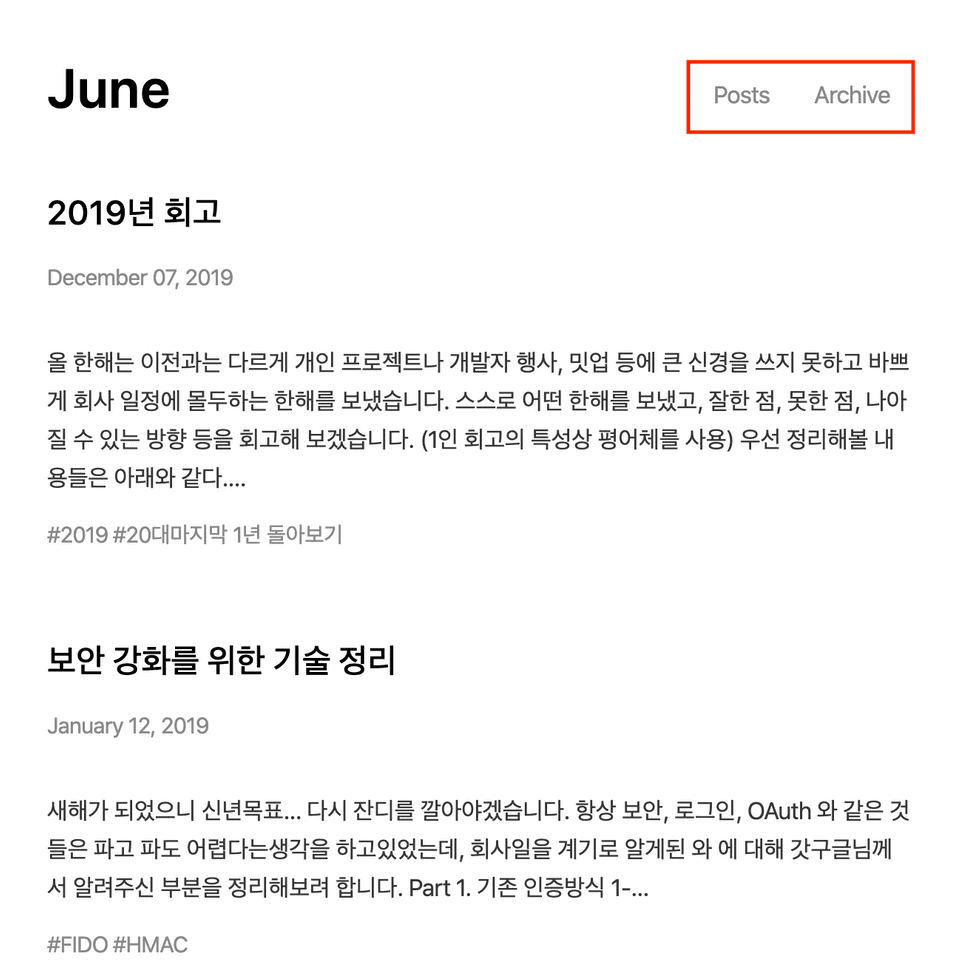 June
Posts Archive
2019년 회고
December 07, 2019
올 한해는 이전과는 다르게 개인 프로젝트나 개발자 행사, 밋업 등에 큰 신경을 쓰지 못하고 바쁘
게 회사 일정에 몰두하는 한해를 보냈습니다. 스스로 어떤 한해를 보냈고, 잘한 점, 못한 점, 나아
질 수 있는 방향 등을 회고해 보겠습니다. (1인 회고의 특성상 평어체를 사용) 우선 정리해볼 내
용들은 아래와 같다....
#2019 #20대마지막 1년 돌아보기
보안 강화를 위한 기술 정리
January 12, 2019
새해가 되었으니 신년목표... 다시 잔디를 깔아야겠습니다. 항상 보안, 로그인, OAuth 와 같은 것
들은 파고 파도 어렵다는생각을 하고있었는데, 회사일을 계기로 알게된 와 에 대해 갓구글님께
서 알려주신 부분을 정리해보려 합니다. Part 1. 기존 인증방식 1-...
#FIDO #HMAC